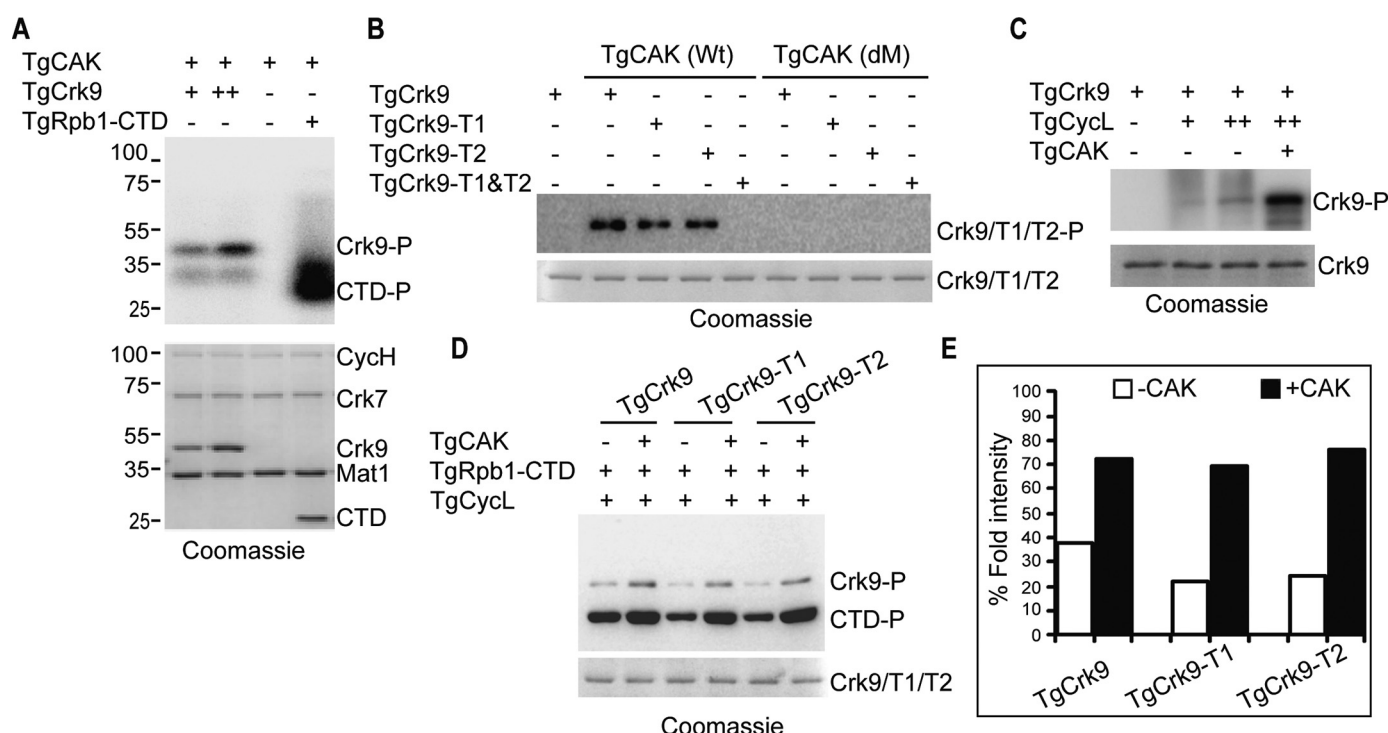 A
TgCAK + + + +
TgCrk9 + ++ - -
TgRpb1-CTD - - - +
100
75
55
35
25
Crk9-P
CTD-P
100
75
55
35
25
CycH
Crk7
Crk9
Mat1
CTD
Coomassie
B
TgCAK (Wt) TgCAK (dM)
TgCrk9 + + - - - + - - -
TgCrk9-T1 - - + - - - + - -
TgCrk9-T2 - - - + - - - + -
TgCrk9-T1&T2 - - - - + - - - +
Crk9/T1/T2-P
Crk9/T1/T2
Coomassie
C
TgCrk9 + + + +
TgCycL - + ++ ++
TgCAK - - - +
Crk9-P
Crk9
Coomassie
D
TgCrk9 TgCrk9-T1 TgCrk9-T2
TgCAK - + - + - +
TgRpb1-CTD + + + + + +
TgCycL + + + + + +
Crk9-P
CTD-P
Crk9/T1/T2
Coomassie
E
-CAK +CAK
% Fold intensity
100
90
80
70
60
50
40
30
20
10
0
TgCrk9 TgCrk9-T1 TgCrk9-T2